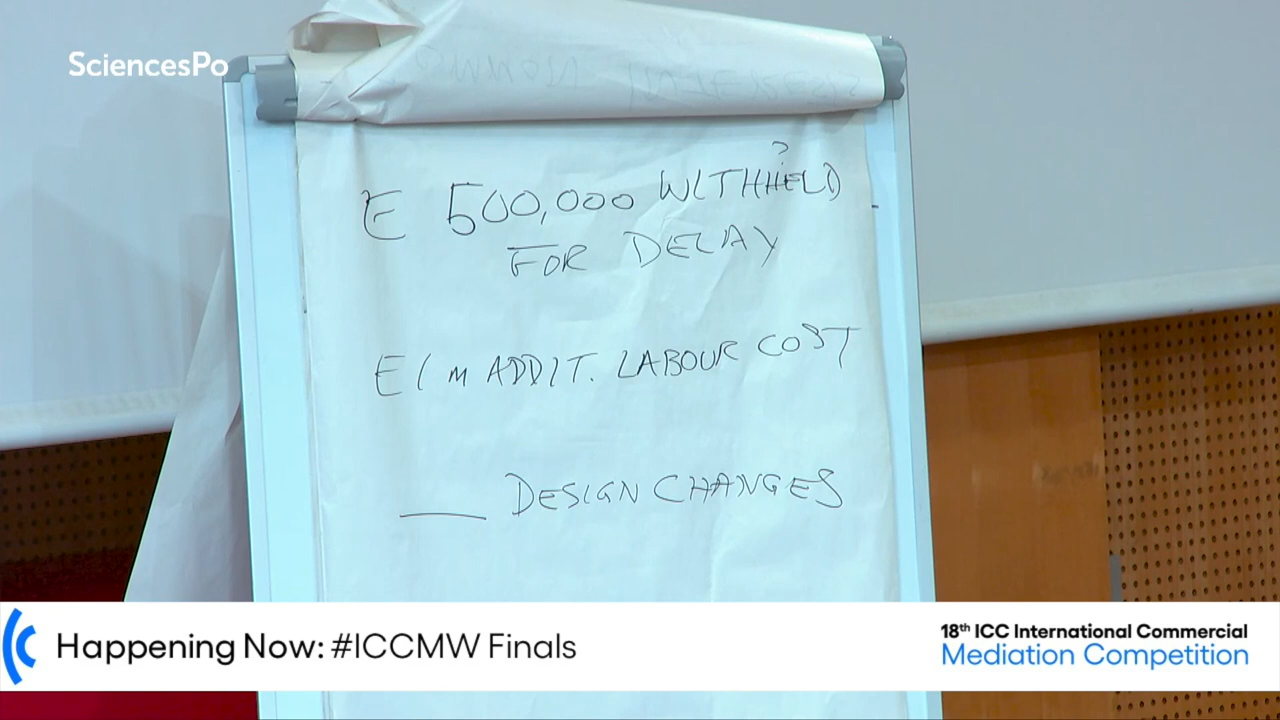 SciencesPo
?
E 500,000 WITHHELD
FOR DELAY
E 1 M ADDIT. LABOUR COST
___ DESIGN CHANGES
Happening Now: #ICCMW Finals
18th ICC International Commercial
Mediation Competition